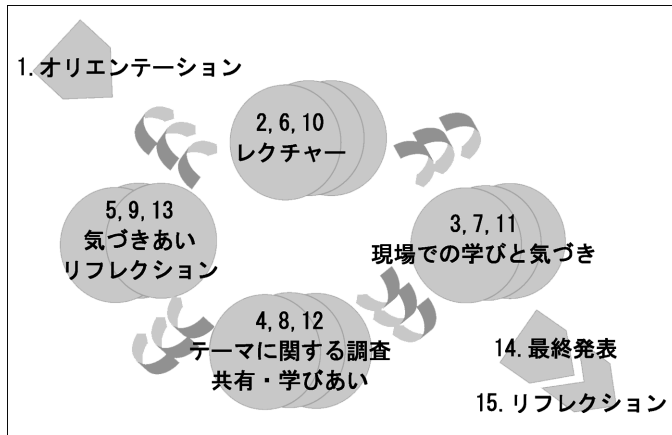 1. オリエンテーション
2, 6, 10
レクチャー
5, 9, 13
気づきあい
リフレクション
3, 7, 11
現場での学びと気づき
4, 8, 12
テーマに関する調査
共有・学びあい
14. 最終発表
15. リフレクション